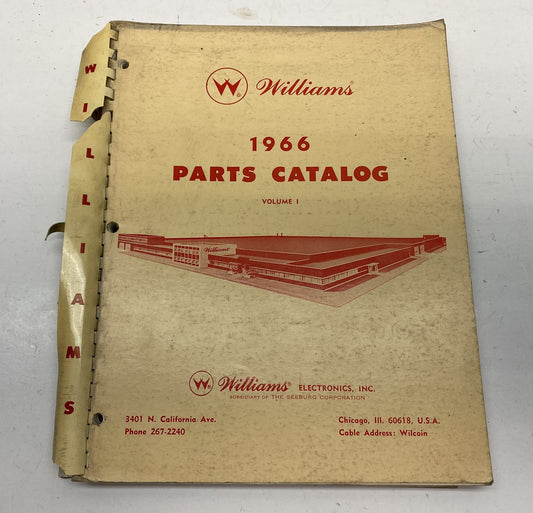 WILLIAMS
W Williams®
1966
PARTS CATALOG
VOLUME I
Williams
W Williams® ELECTRONICS, INC.
SUBSIDIARY OF THE SEEBURG CORPORATION
3401 N. California Ave.
Phone 267-2240
Chicago, Ill. 60618, U.S.A.
Cable Address: Wilcoin